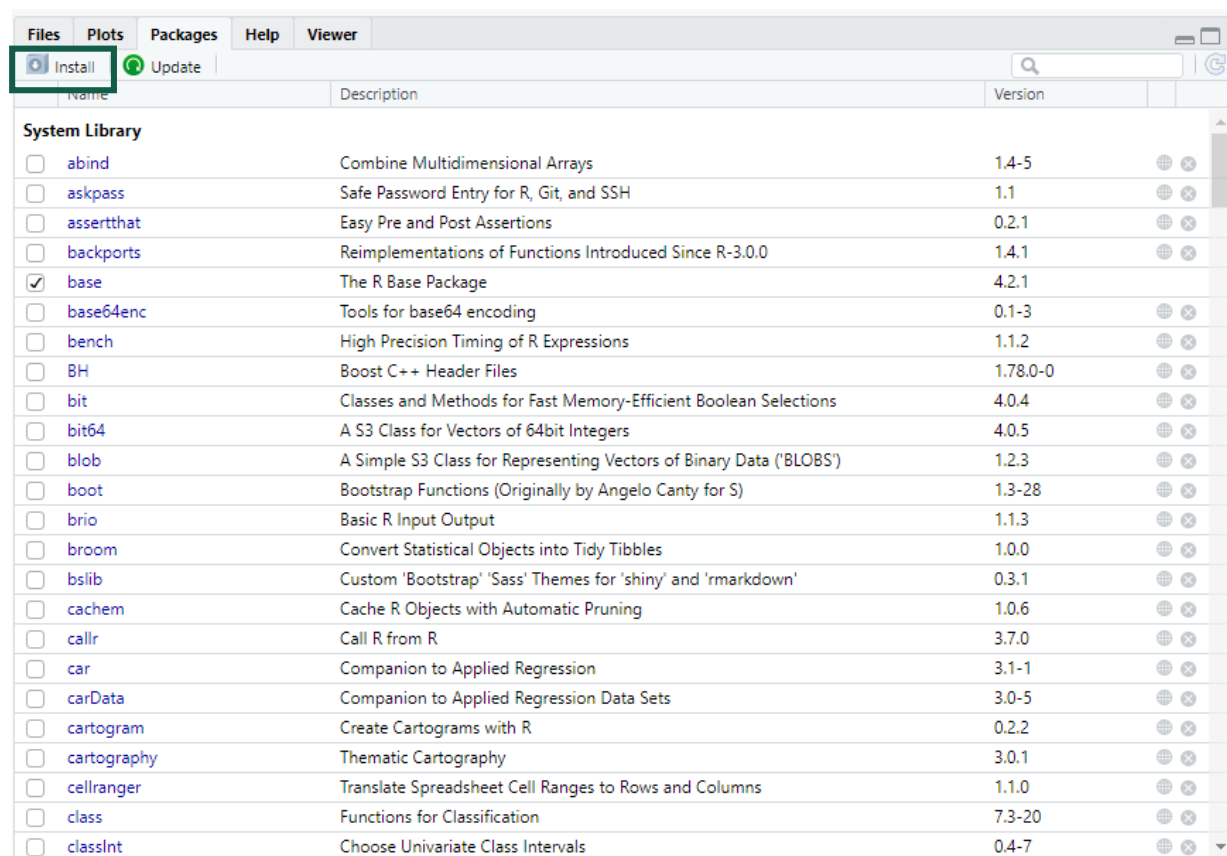 Files Plots Packages Help Viewer
Install Update
Name Description Version
System Library
abind Combine Multidimensional Arrays 1.4-5
askpass Safe Password Entry for R, Git, and SSH 1.1
assertthat Easy Pre and Post Assertions 0.2.1
backports Reimplementations of Functions Introduced Since R-3.0.0 1.4.1
base The R Base Package 4.2.1
base64enc Tools for base64 encoding 0.1-3
bench High Precision Timing of R Expressions 1.1.2
BH Boost C++ Header Files 1.78.0-0
bit Classes and Methods for Fast Memory-Efficient Boolean Selections 4.0.4
bit64 A S3 Class for Vectors of 64bit Integers 4.0.5
blob A Simple S3 Class for Representing Vectors of Binary Data ('BLOBS') 1.2.3
boot Bootstrap Functions (Originally by Angelo Canty for S) 1.3-28
brio Basic R Input Output 1.1.3
broom Convert Statistical Objects into Tidy Tibbles 1.0.0
bslib Custom 'Bootstrap' 'Sass' Themes for 'shiny' and 'rmarkdown' 0.3.1
cachem Cache R Objects with Automatic Pruning 1.0.6
callr Call R from R 3.7.0
car Companion to Applied Regression 3.1-1
carData Companion to Applied Regression Data Sets 3.0-5
cartogram Create Cartograms with R 0.2.2
cartography Thematic Cartography 3.0.1
cellranger Translate Spreadsheet Cell Ranges to Rows and Columns 1.1.0
class Functions for Classification 7.3-20
classInt Choose Univariate Class Intervals 0.4-7